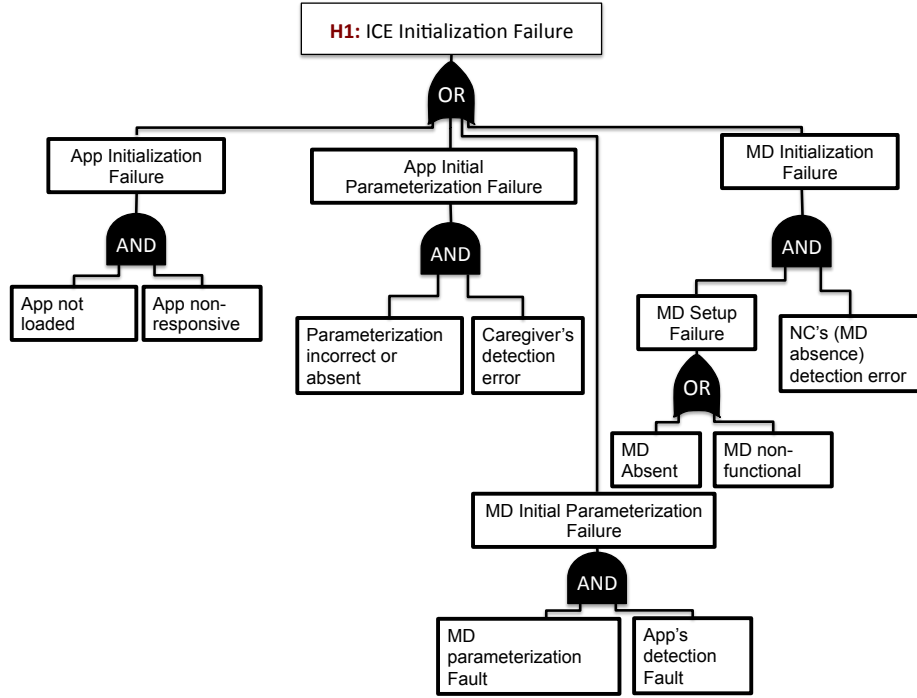 H1: ICE Initialization Failure
OR
App Initialization
Failure
App Initial
Parameterization Failure
MD Initialization
Failure
AND
AND
AND
App not
loaded
App non-
responsive
Parameterization
incorrect or
absent
Caregiver's
detection
error
MD Setup
Failure
NC's (MD
absence)
detection error
OR
MD
Absent
MD non-
functional
MD Initial Parameterization
Failure
AND
MD
parameterization
Fault
App's
detection
Fault